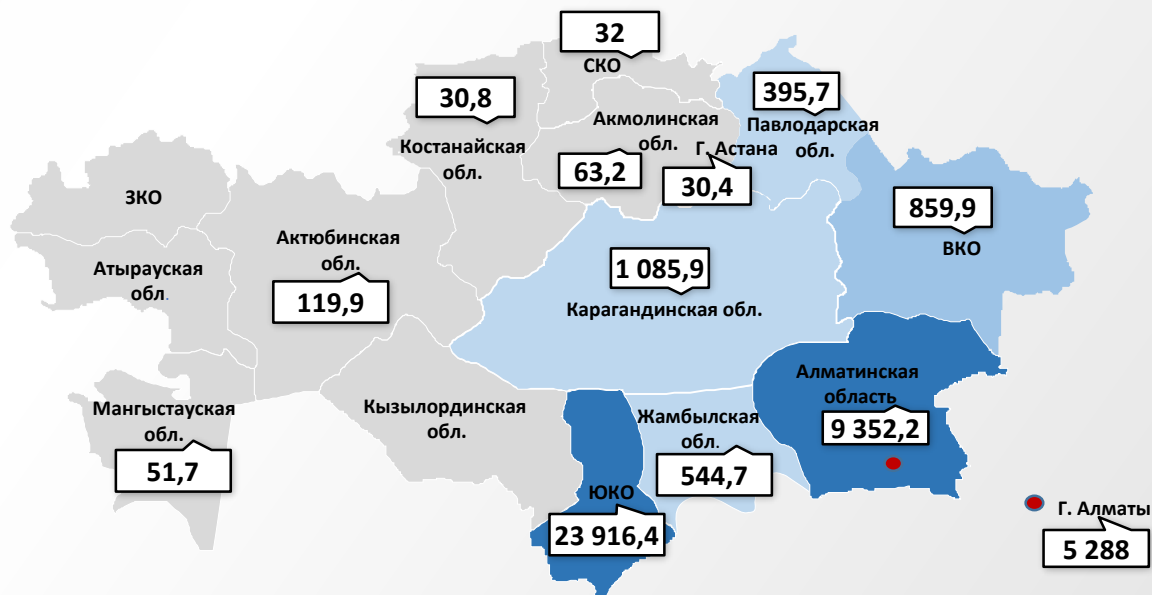 32
СКО
30,8
Костанайская
обл.
Акмолинская
обл.
63,2
Г. Астана
30,4
395,7
Павлодарская
обл.
859,9
ВКО
ЗКО
Атырауская
обл.
Актюбинская
обл.
119,9
1 085,9
Карагандинская обл.
Мангыстауская
обл.
51,7
Кызылординская
обл.
Жамбылская
обл.
544,7
Алматинская
область
9 352,2
ЮКО
23 916,4
Г. Алматы
5 288